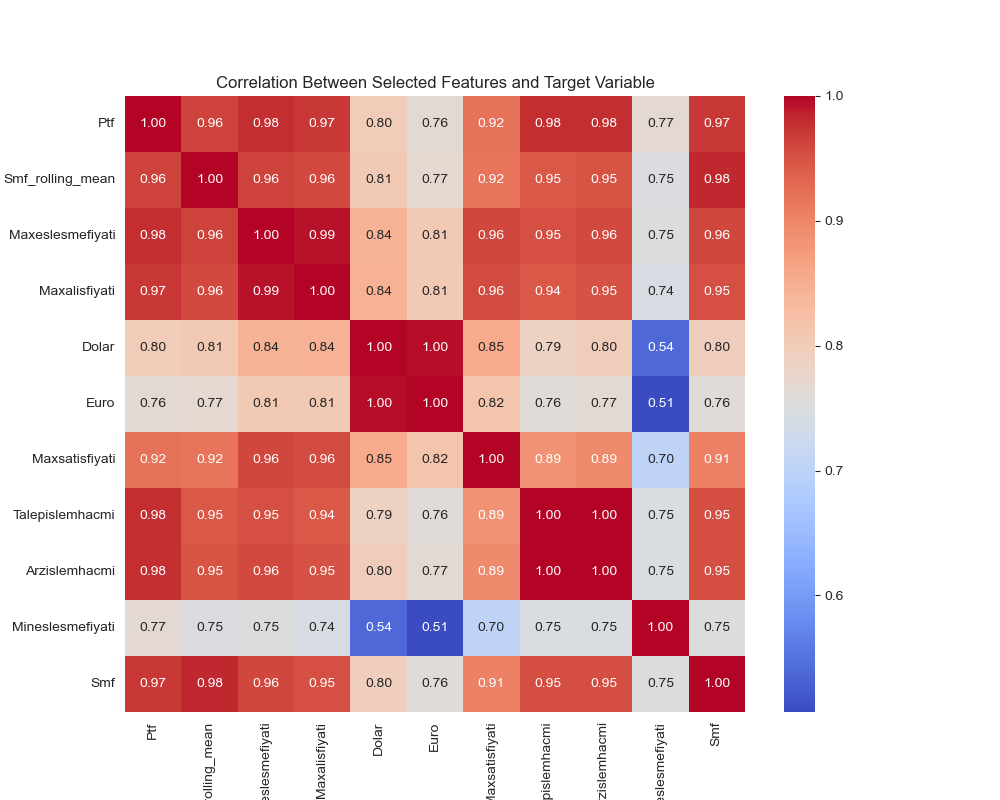 Correlation Between Selected Features and Target Variable
Ptf 1.00 0.96 0.98 0.97 0.80 0.76 0.92 0.98 0.98 0.77 0.97
Smf_rolling_mean 0.96 1.00 0.96 0.96 0.81 0.77 0.92 0.95 0.95 0.75 0.98
Maxeslesmefiyati 0.98 0.96 1.00 0.99 0.84 0.81 0.96 0.95 0.96 0.75 0.96
Maxalisfiyati 0.97 0.96 0.99 1.00 0.84 0.81 0.96 0.94 0.95 0.74 0.95
Dolar 0.80 0.81 0.84 0.84 1.00 1.00 0.85 0.79 0.80 0.54 0.80
Euro 0.76 0.77 0.81 0.81 1.00 1.00 0.82 0.76 0.77 0.51 0.76
Maxsatisfiyati 0.92 0.92 0.96 0.96 0.85 0.82 1.00 0.89 0.89 0.70 0.91
Talepislemhacmi 0.98 0.95 0.95 0.94 0.79 0.76 0.89 1.00 1.00 0.75 0.95
Arzislemhacmi 0.98 0.95 0.96 0.95 0.80 0.77 0.89 1.00 1.00 0.75 0.95
Mineslesmefiyati 0.77 0.75 0.75 0.74 0.54 0.51 0.70 0.75 0.75 1.00 0.75
Smf 0.97 0.98 0.96 0.95 0.80 0.76 0.91 0.95 0.95 0.75 1.00
Ptf
rolling_mean
eslesmefiyati
Maxalisfiyati
Dolar
Euro
Maxsatisfiyati
pislemhacmi
rzislemhacmi
eslesmefiyati
Smf
1.0
0.9
0.8
0.7
0.6